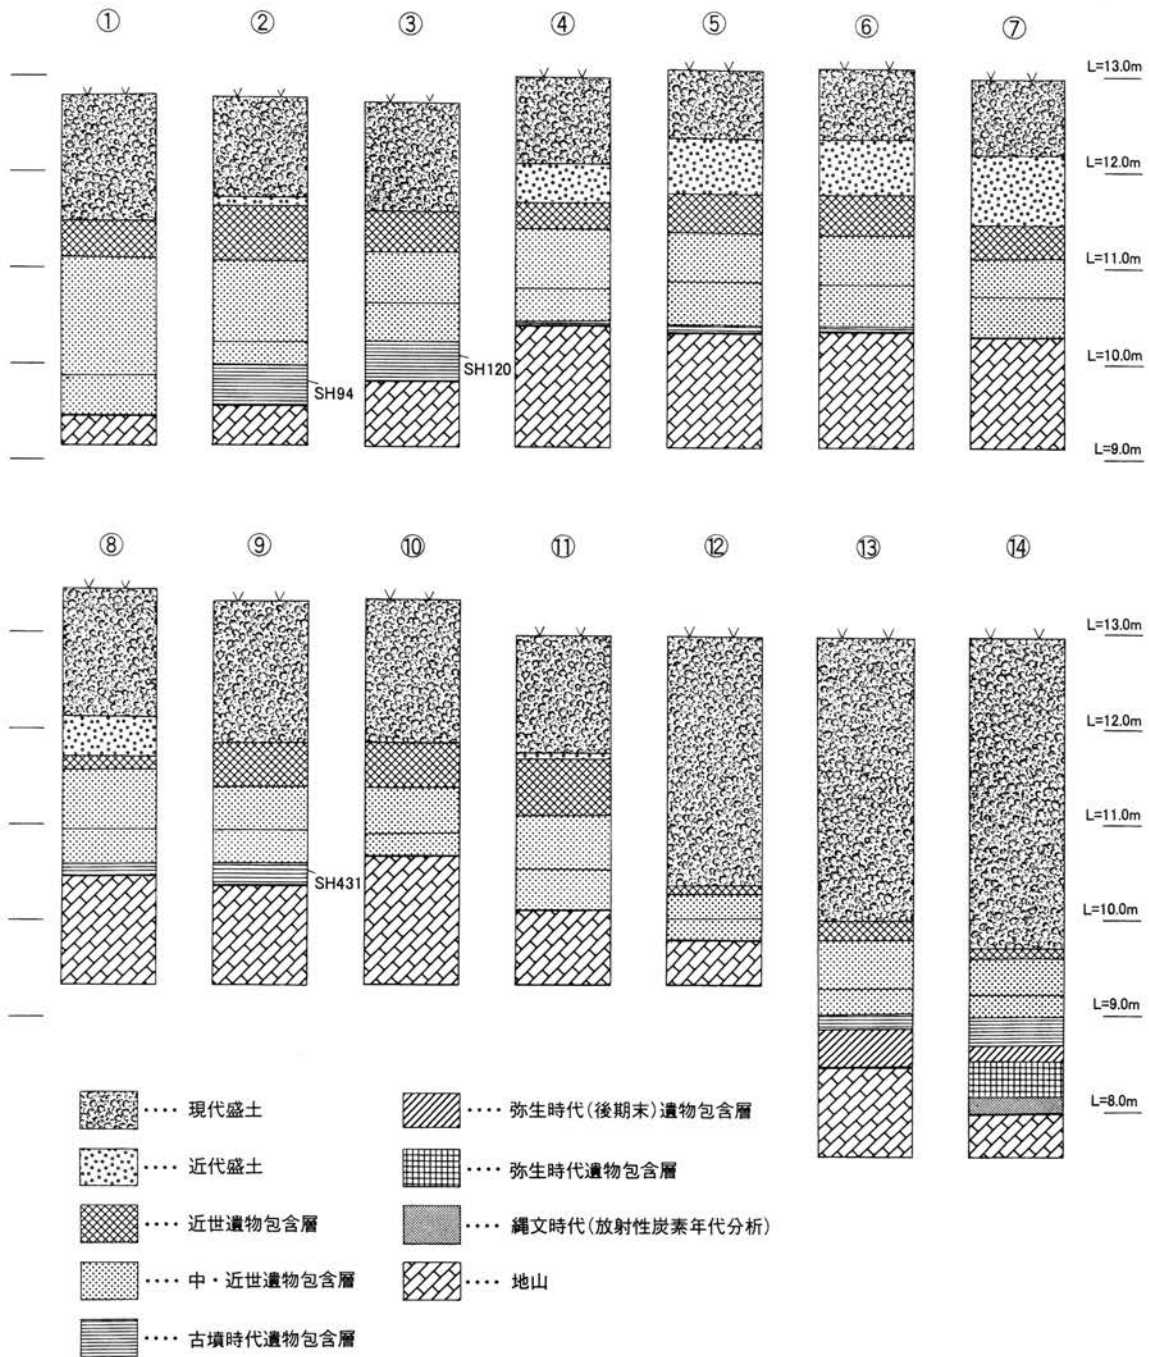 ① ② ③ ④ ⑤ ⑥ ⑦
L=13.0m
L=12.0m
L=11.0m
L=10.0m
L=9.0m
SH94
SH120
⑧ ⑨ ⑩ ⑪ ⑫ ⑬ ⑭
L=13.0m
L=12.0m
L=11.0m
L=10.0m
L=9.0m
L=8.0m
SH431
···· 現代盛土
···· 近代盛土
···· 近世遺物包含層
···· 中・近世遺物包含層
···· 古墳時代遺物包含層
···· 弥生時代(後期末)遺物包含層
···· 弥生時代遺物包含層
···· 縄文時代(放射性炭素年代分析)
···· 地山